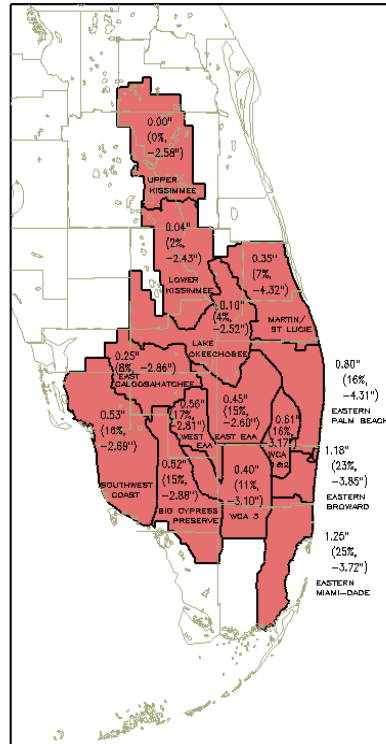 0.00"
(0%,
-2.58")
UPPER
KISSIMMEE
0.04"
(2%,
-2.43")
LOWER
KISSIMMEE
0.35"
(7%,
-4.32")
MARTIN/
ST LUCIE
0.10"
(4%,
-2.52")
LAKE
OKEECHOBEE
0.25"
(8%, -2.86")
EAST
CALOOSAHATCHEE
0.80"
(16%,
-4.31")
EASTERN
PALM BEACH
0.53"
(16%,
-2.69")
SOUTHWEST
COAST
0.56"
(17%,
-2.81")
WEST
EAA
0.45"
(15%,
-2.60")
EAST EAA
0.61"
(16%,
-3.17")
WCA
1&2
1.18"
(23%,
-3.85")
EASTERN
BROWARD
0.52"
(15%,
-2.88")
BIG CYPRESS
PRESERVE
0.40"
(11%,
-3.10")
WCA 3
1.25"
(25%,
-3.72")
EASTERN
MIAMI-DADE